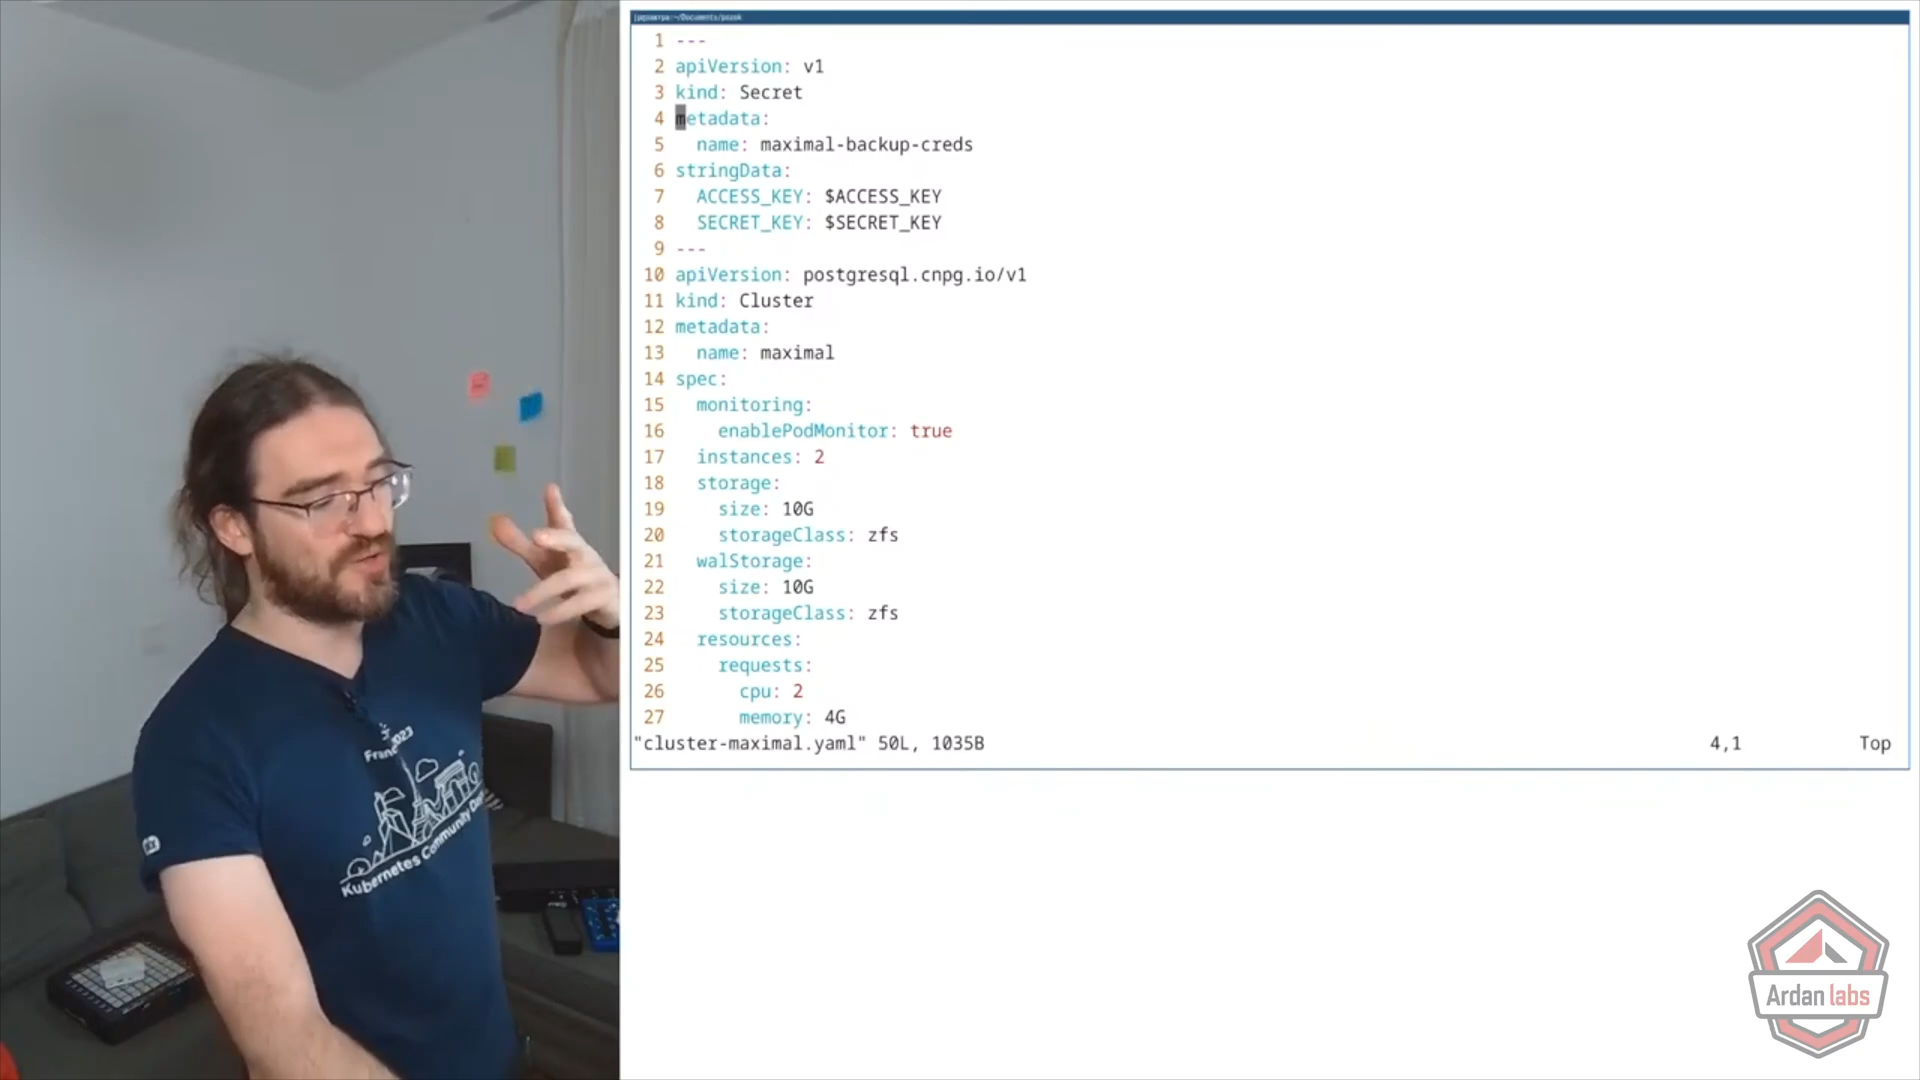 1 ---
2 apiVersion: v1
3 kind: Secret
4 metadata:
5 name: maximal-backup-creds
6 stringData:
7 ACCESS_KEY: $ACCESS_KEY
8 SECRET_KEY: $SECRET_KEY
9 ---
10 apiVersion: postgresql.cnpg.io/v1
11 kind: Cluster
12 metadata:
13 name: maximal
14 spec:
15 monitoring:
16 enablePodMonitor: true
17 instances: 2
18 storage:
19 size: 10G
20 storageClass: zfs
21 walStorage:
22 size: 10G
23 storageClass: zfs
24 resources:
25 requests:
26 cpu: 2
27 memory: 4G
"cluster-maximal.yaml" 50L, 1035B 4,1 Top
Kubernetes Community
Ardan labs